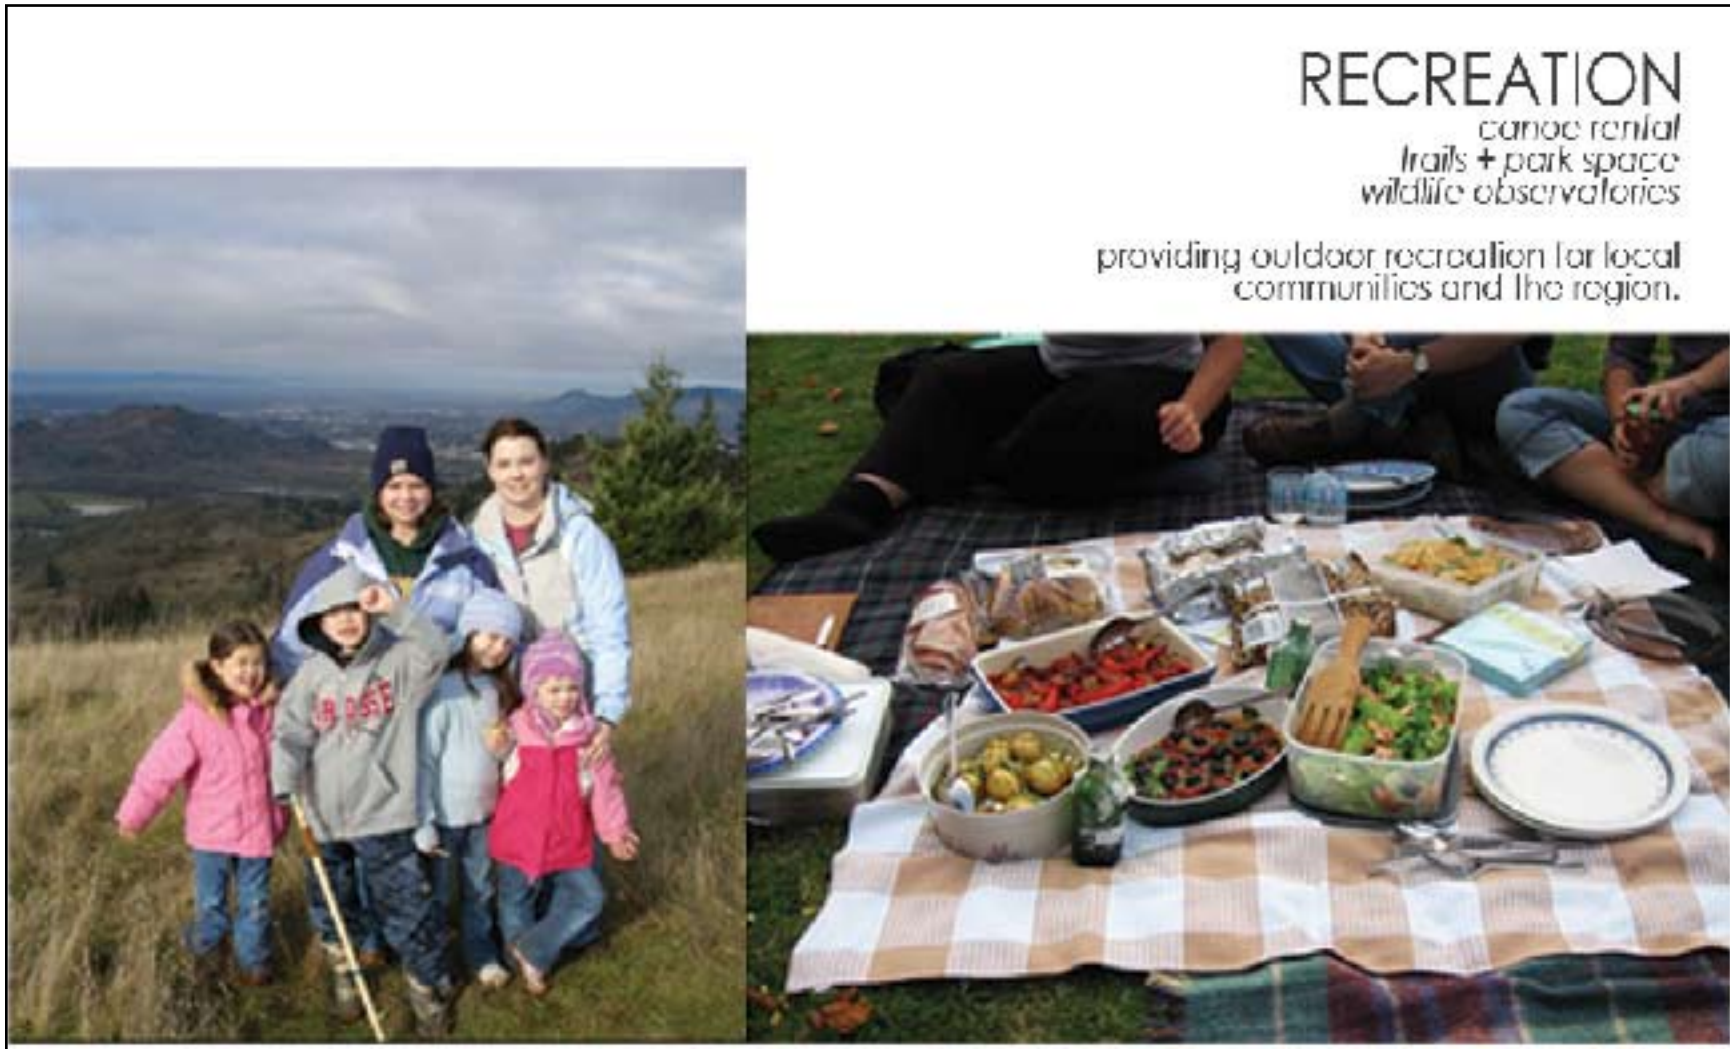 RECREATION
canoe rental
trails + park space
wildlife observatories
providing outdoor recreation for local
communities and the region.